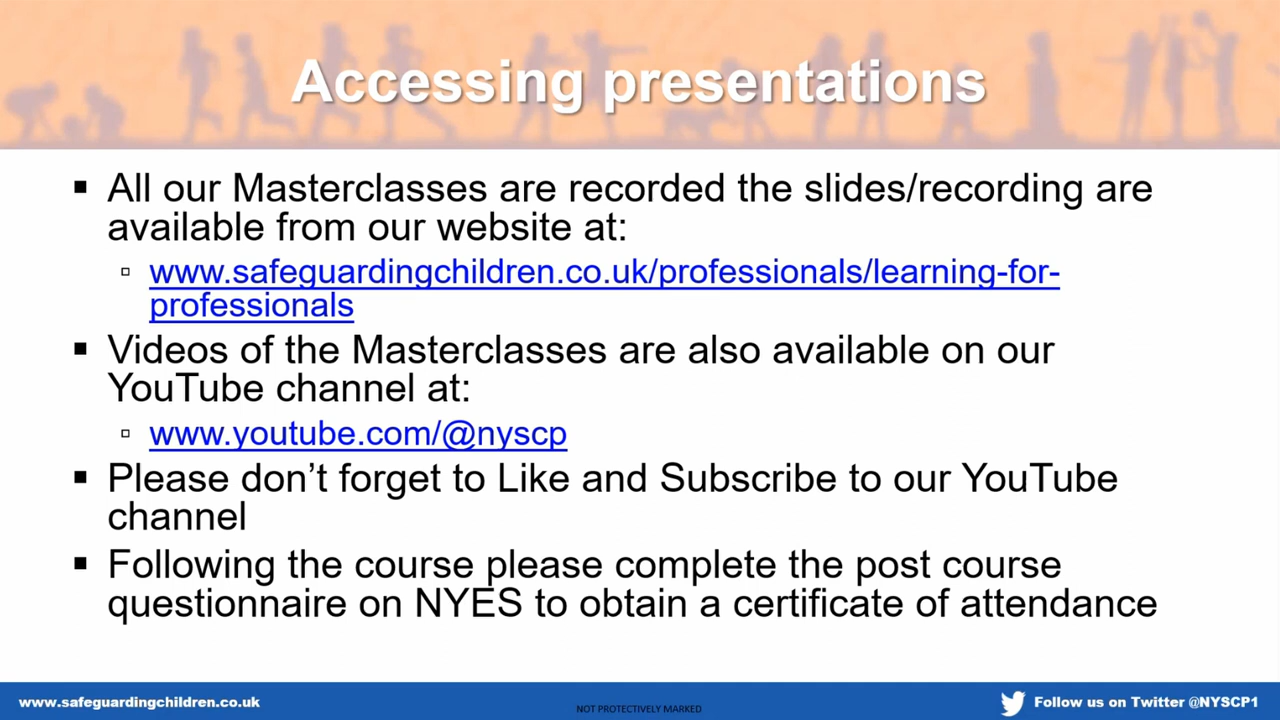 Accessing presentations
▪ All our Masterclasses are recorded the slides/recording are
available from our website at:
▫ www.safeguardingchildren.co.uk/professionals/learning-for-
professionals
▪ Videos of the Masterclasses are also available on our
YouTube channel at:
▫ www.youtube.com/@nyscp
▪ Please don’t forget to Like and Subscribe to our YouTube
channel
▪ Following the course please complete the post course
questionnaire on NYES to obtain a certificate of attendance
www.safeguardingchildren.co.uk
NOT PROTECTIVELY MARKED
Follow us on Twitter @NYSCP1